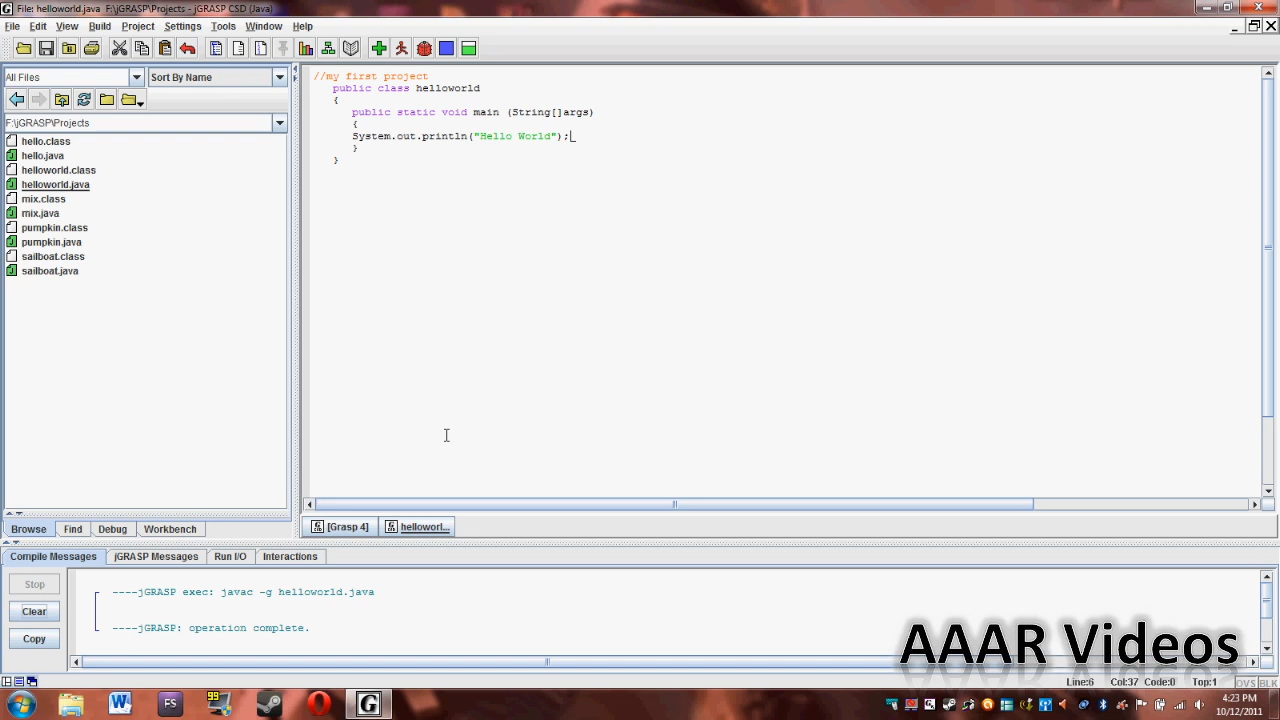 File: helloworld.java F:\jGRASP\Projects - jGRASP CSD (Java)
File Edit View Build Project Settings Tools Window Help
All Files Sort By Name
F:\jGRASP\Projects
hello.class
hello.java
helloworld.class
helloworld.java
mix.class
mix.java
pumpkin.class
pumpkin.java
sailboat.class
sailboat.java
//my first project
public class helloworld
{
public static void main (String[]args)
{
System.out.println("Hello World");
}
}
Browse Find Debug Workbench
[Grasp 4] helloworl...
Compile Messages jGRASP Messages Run I/O Interactions
Stop
Clear
Copy
----jGRASP exec: javac -g helloworld.java
----jGRASP: operation complete.
AAAR Videos
Line:6 Col:37 Code:0 Top:1 OVS BLK
FS
99
4:23 PM
10/12/2011